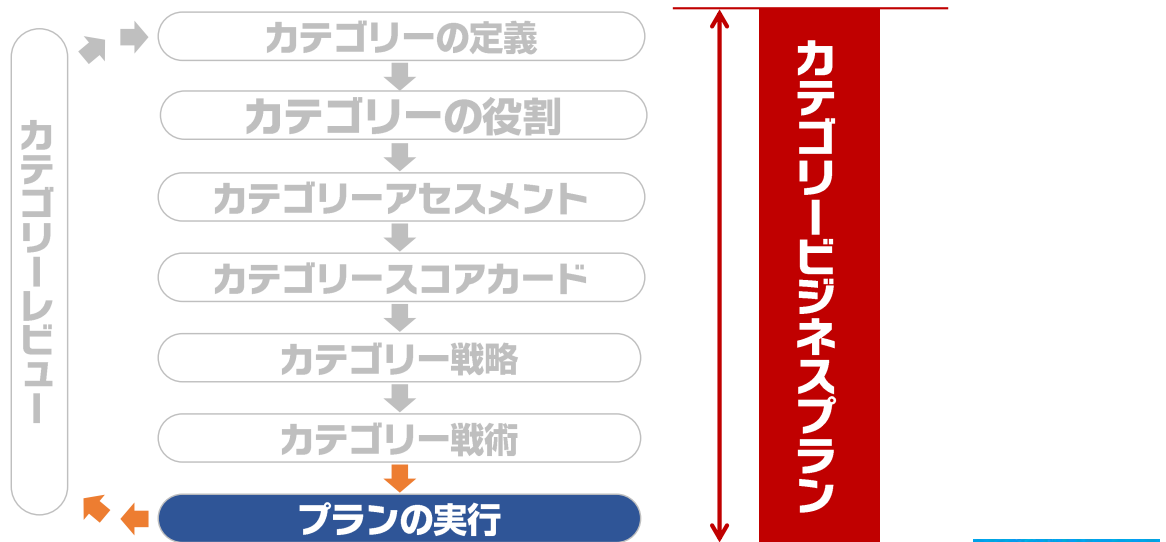 カテゴリーレビュー
カテゴリーの定義
カテゴリーの役割
カテゴリーアセスメント
カテゴリースコアカード
カテゴリー戦略
カテゴリー戦術
プランの実行
カテゴリービジネスプラン